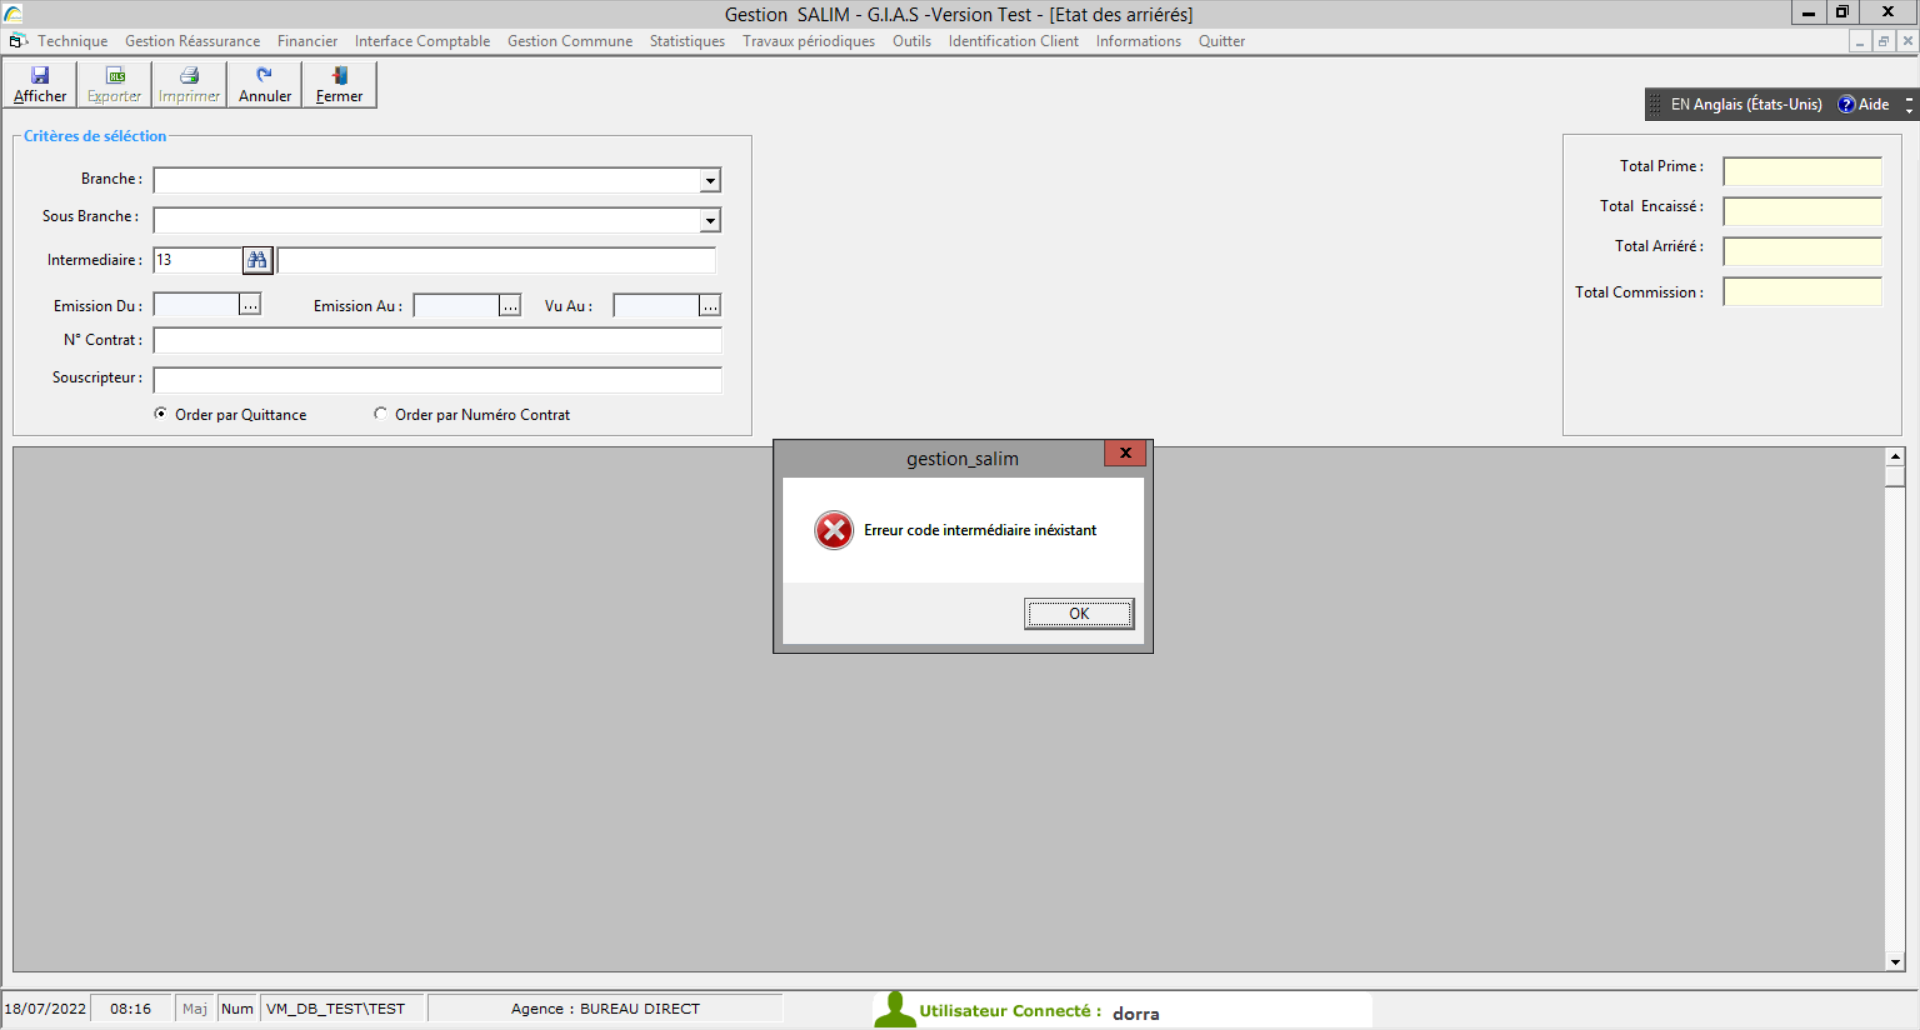 Gestion  SALIM - G.I.A.S -Version Test - [Etat des arriérés]
Technique Gestion Réassurance Financier Interface Comptable Gestion Commune Statistiques Travaux périodiques Outils Identification Client Informations Quitter
Afficher Exporter Imprimer Annuler Fermer
EN Anglais (États-Unis) Aide
Critères de séléction
Branche :
Sous Branche :
Intermediaire : 13
Emission Du : ... Emission Au : ... Vu Au : ...
N° Contrat :
Souscripteur :
Order par Quittance Order par Numéro Contrat
Total Prime :
Total  Encaissé :
Total Arriéré :
Total Commission :
gestion_salim
Erreur code intermédiaire inéxistant
OK
18/07/2022 08:16 Maj Num VM_DB_TEST\TEST Agence : BUREAU DIRECT Utilisateur Connecté : dorra